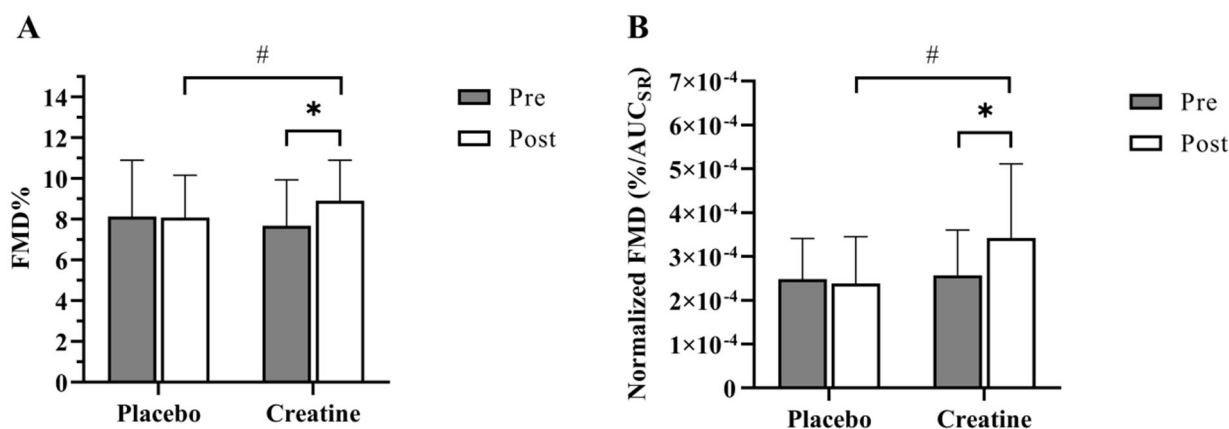 A
#
*
FMD%
14
12
10
8
6
4
2
0
Placebo
Creatine
Pre
Post
B
#
*
Normalized FMD (%/AUCSR)
7×10-4
6×10-4
5×10-4
4×10-4
3×10-4
2×10-4
1×10-4
0
Placebo
Creatine
Pre
Post